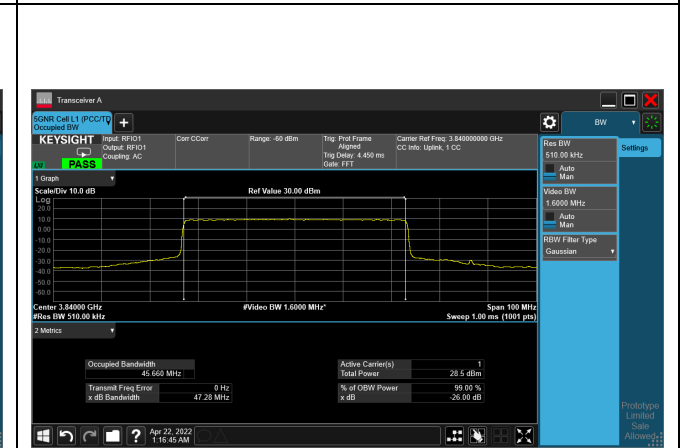 Transceiver A
5GNR Cell L1 (PCC/T
Occupied BW
BW
KEYSIGHT
Input: RFIO1
Output: RFIO1
Coupling: AC
Corr CCorr
Range: -60 dBm
Trig: Prot Frame
Aligned
Trig Delay: 4.450 ms
Gate: FFT
Carrier Ref Freq: 3.840000000 GHz
CC Info: Uplink, 1 CC
LXI
PASS
Res BW
510.00 kHz
Auto
Man
Settings
1 Graph
Scale/Div 10.0 dB
Ref Value 30.00 dBm
Log
20.0
10.0
0.00
-10.0
-20.0
-30.0
-40.0
-50.0
-60.0
Video BW
1.6000 MHz
Auto
Man
RBW Filter Type
Gaussian
Center 3.84000 GHz
#Video BW 1.6000 MHz*
Span 100 MHz
#Res BW 510.00 kHz
Sweep 1.00 ms (1001 pts)
2 Metrics
Occupied Bandwidth
45.660 MHz
Active Carrier(s) 1
Total Power 28.5 dBm
Transmit Freq Error 0 Hz
x dB Bandwidth 47.28 MHz
% of OBW Power 99.00 %
x dB -26.00 dB
Prototype
Limited
Sale
Allowed
Apr 22, 2022
1:16:45 AM